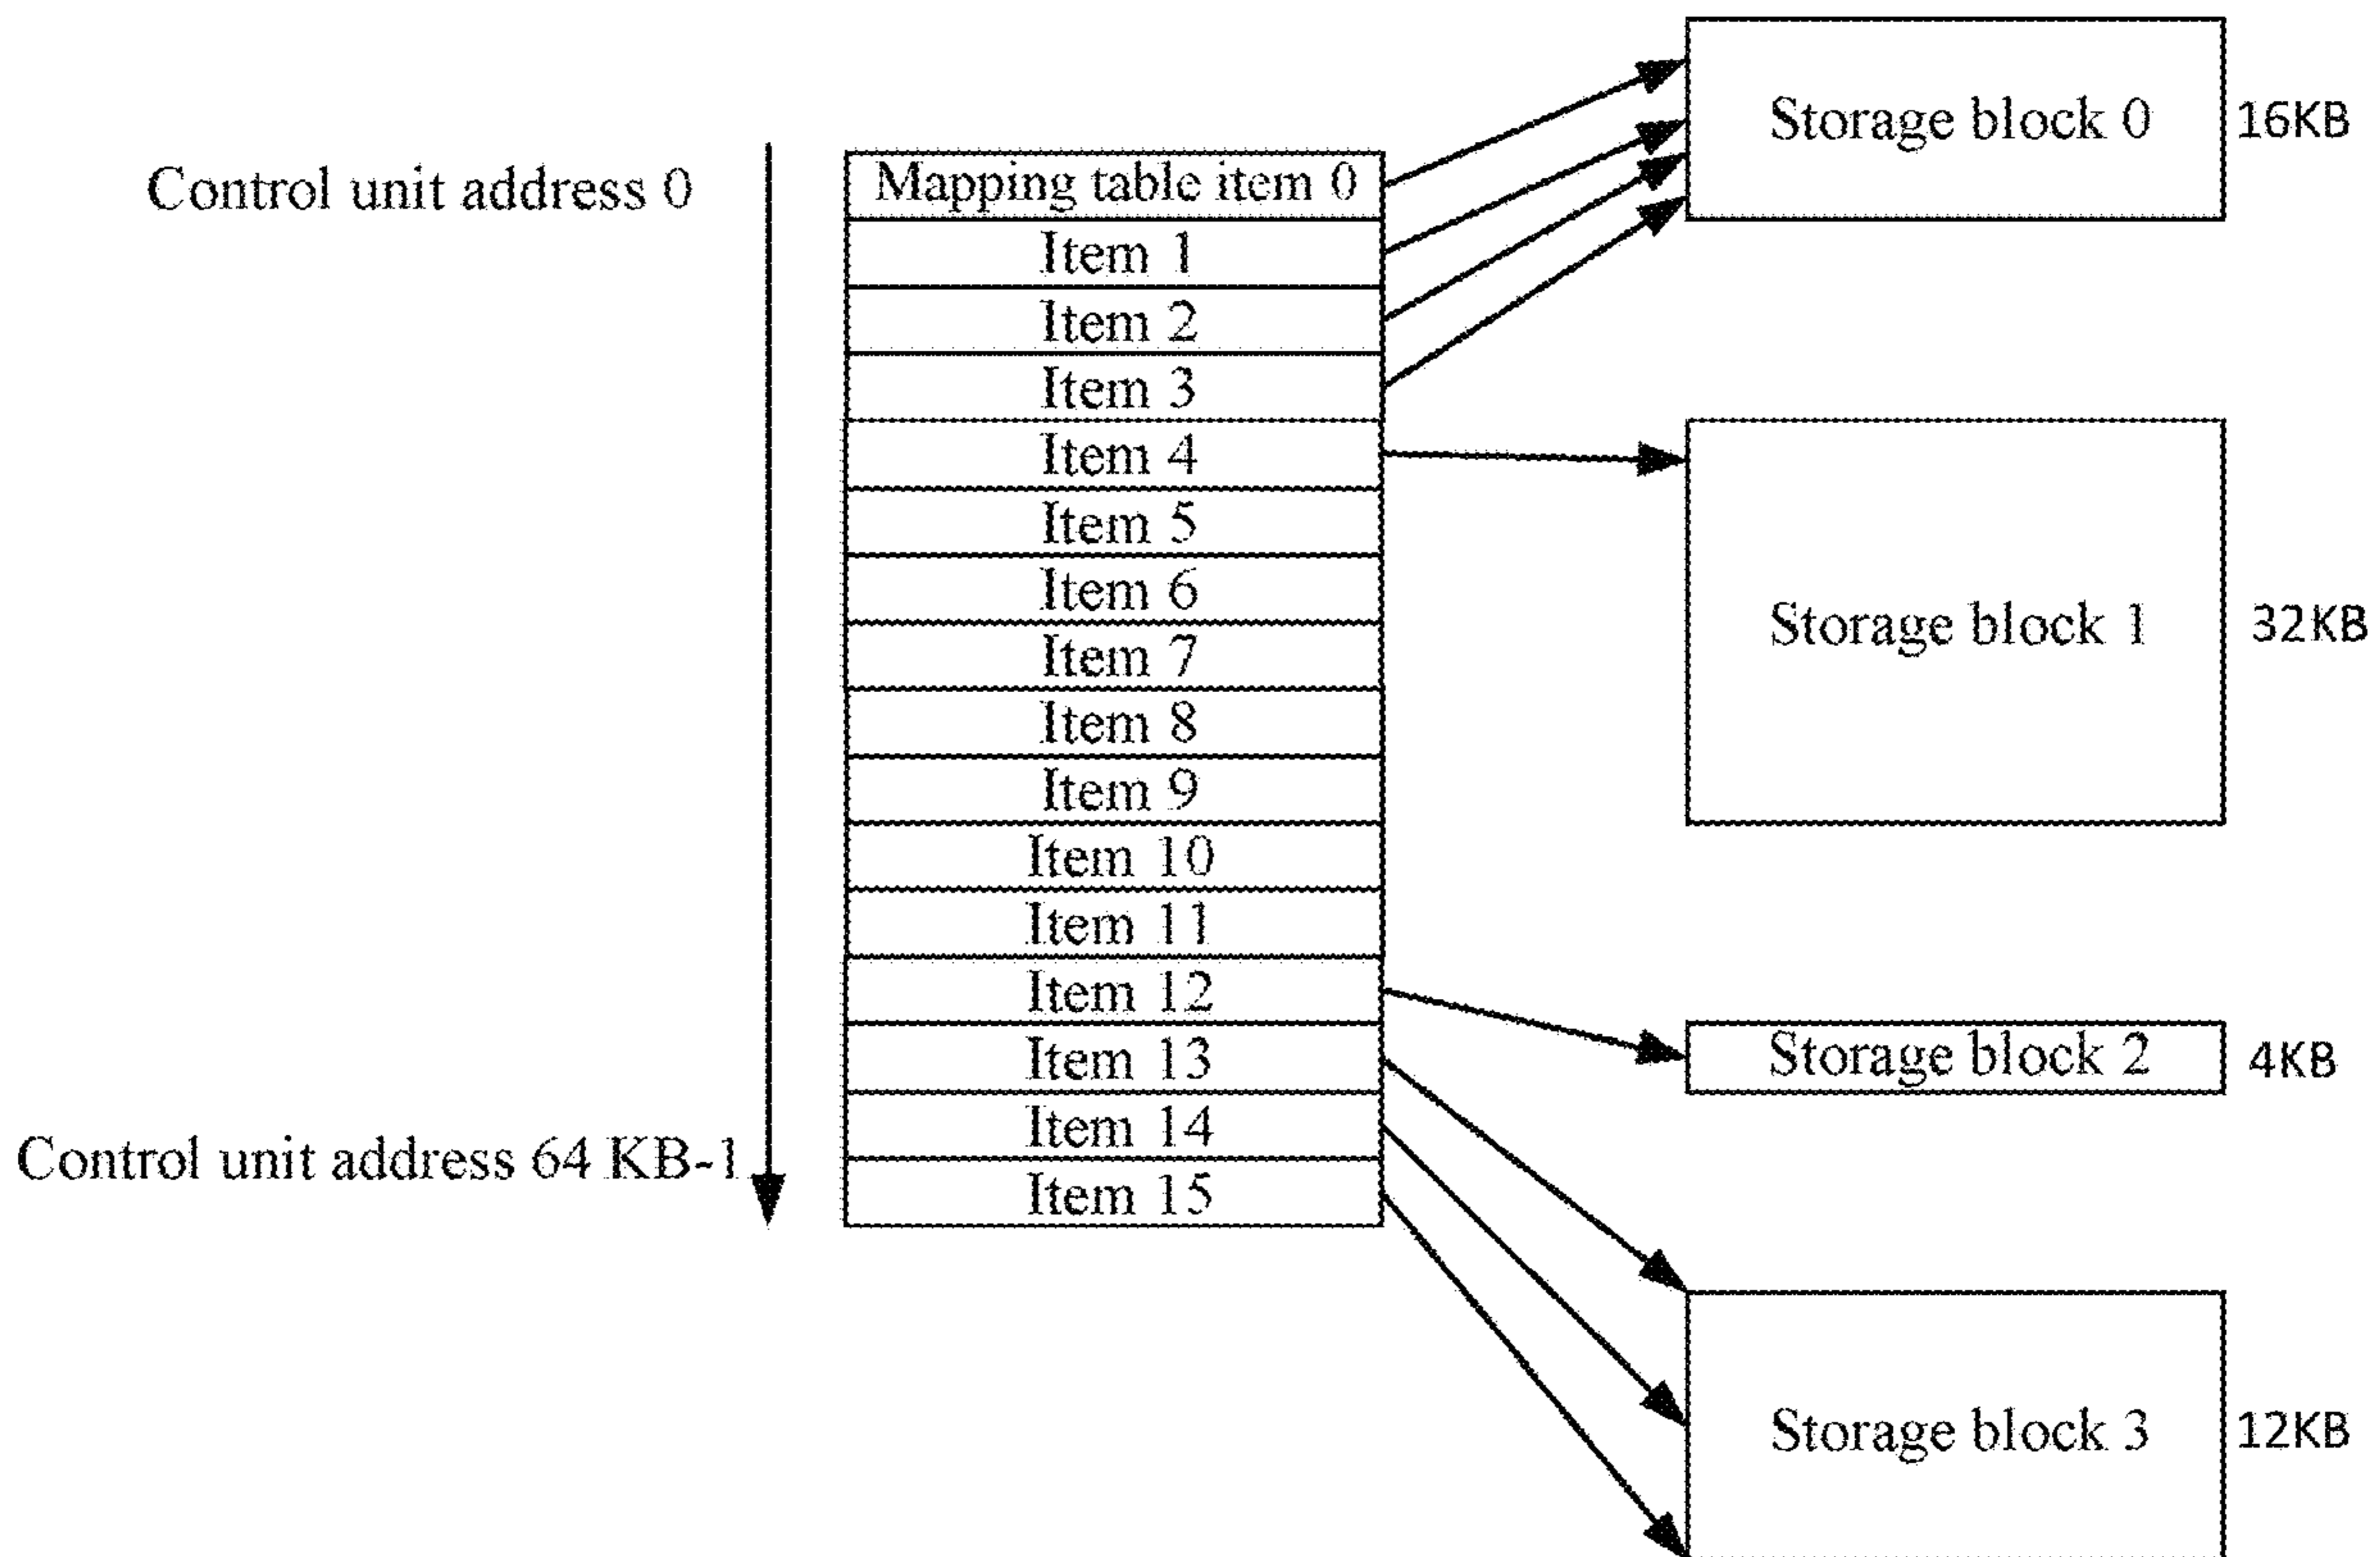 Control unit address 0
Control unit address 64 KB-1
Mapping table item 0
Item 1
Item 2
Item 3
Item 4
Item 5
Item 6
Item 7
Item 8
Item 9
Item 10
Item 11
Item 12
Item 13
Item 14
Item 15
Storage block 0
16KB
Storage block 1
32KB
Storage block 2
4KB
Storage block 3
12KB